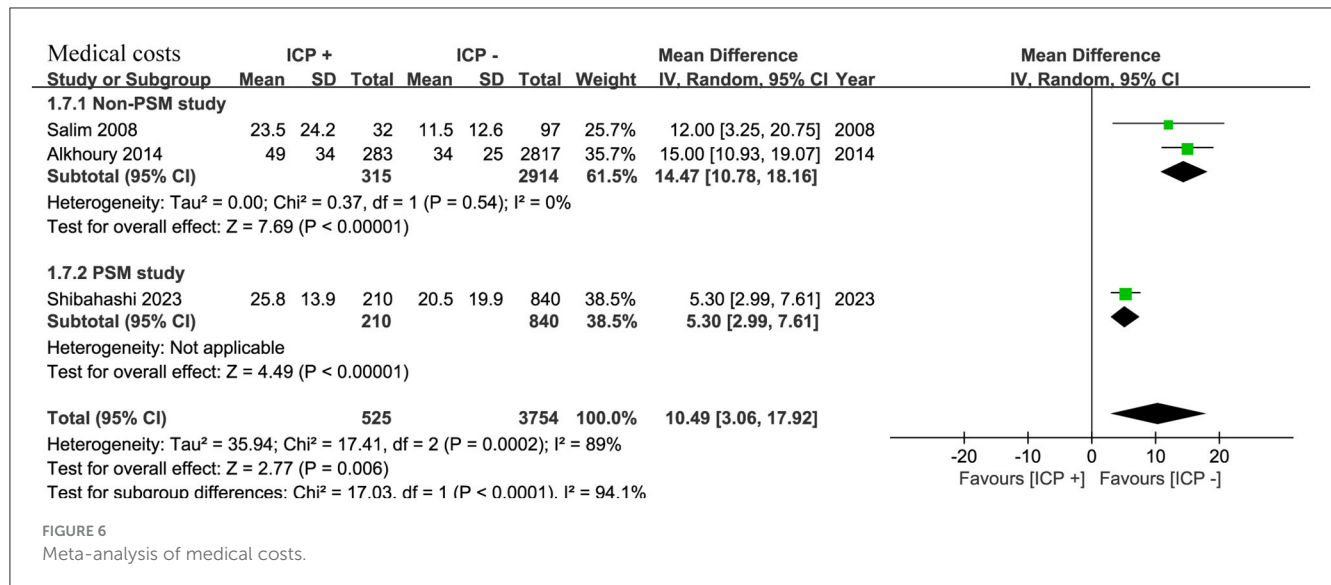 Medical costs ICP + ICP - Mean Difference Mean Difference
Study or Subgroup Mean SD Total Mean SD Total Weight IV, Random, 95% CI Year IV, Random, 95% CI
1.7.1 Non-PSM study
Salim 2008 23.5 24.2 32 11.5 12.6 97 25.7% 12.00 [3.25, 20.75] 2008
Alkhoury 2014 49 34 283 34 25 2817 35.7% 15.00 [10.93, 19.07] 2014
Subtotal (95% CI) 315 2914 61.5% 14.47 [10.78, 18.16]
Heterogeneity: Tau² = 0.00; Chi² = 0.37, df = 1 (P = 0.54); I² = 0%
Test for overall effect: Z = 7.69 (P < 0.00001)
1.7.2 PSM study
Shibahashi 2023 25.8 13.9 210 20.5 19.9 840 38.5% 5.30 [2.99, 7.61] 2023
Subtotal (95% CI) 210 840 38.5% 5.30 [2.99, 7.61]
Heterogeneity: Not applicable
Test for overall effect: Z = 4.49 (P < 0.00001)
Total (95% CI) 525 3754 100.0% 10.49 [3.06, 17.92]
Heterogeneity: Tau² = 35.94; Chi² = 17.41, df = 2 (P = 0.0002); I² = 89%
Test for overall effect: Z = 2.77 (P = 0.006)
Test for subgroup differences: Chi² = 17.03, df = 1 (P < 0.0001), I² = 94.1%
-20 -10 0 10 20
Favours [ICP +] Favours [ICP -]
FIGURE 6
Meta-analysis of medical costs.